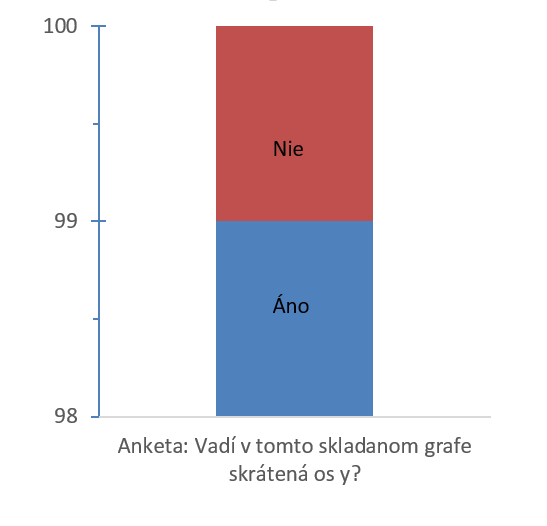 100
Nie
99
Áno
98
Anketa: Vadí v tomto skladanom grafe
skrátená os y?